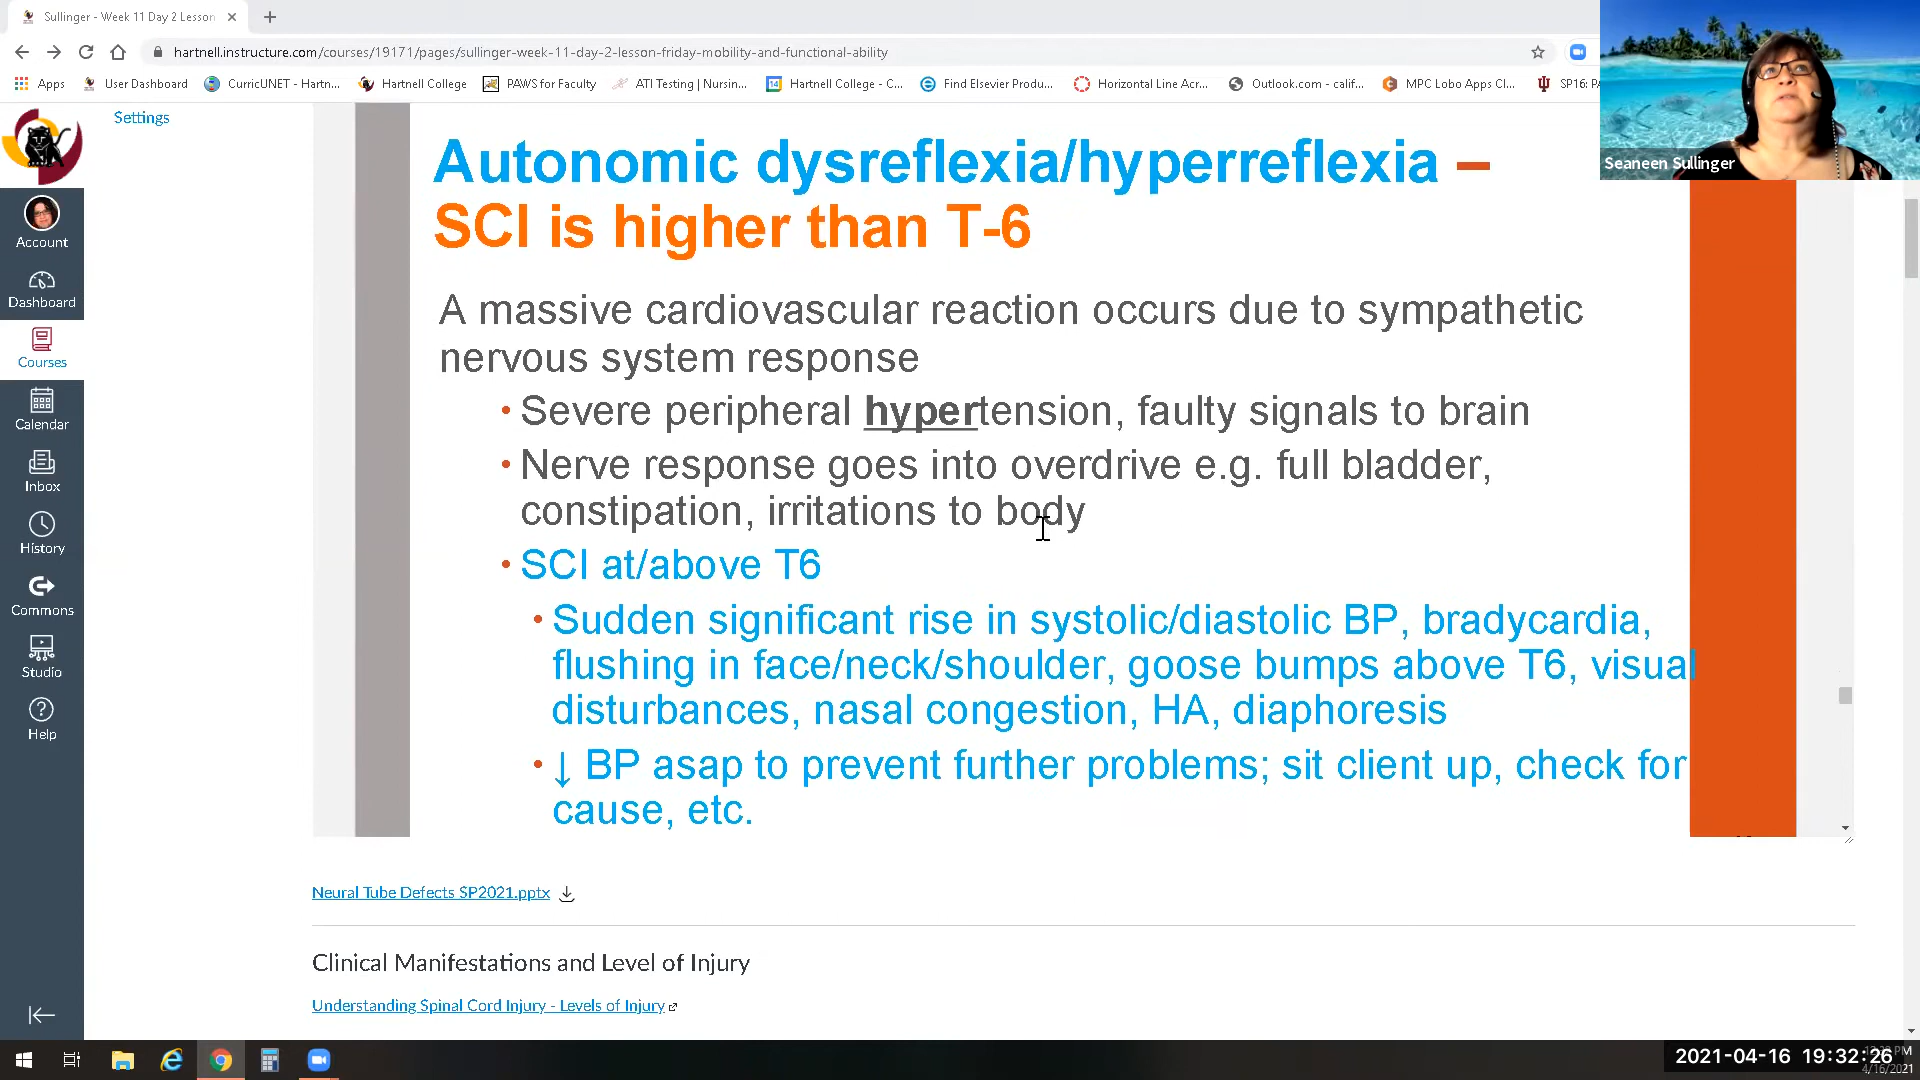 Sullinger - Week 11 Day 2 Lesson
hartnell.instructure.com/courses/19171/pages/sullinger-week-11-day-2-lesson-friday-mobility-and-functional-ability
Apps User Dashboard CurricUNET - Hartn... Hartnell College PAWS for Faculty ATI Testing | Nursin... Hartnell College - C... Find Elsevier Produ... Horizontal Line Acr... Outlook.com - calif... MPC Lobo Apps Cl... SP16:
Seaneen Sullinger
Settings
Account
Dashboard
Courses
Calendar
Inbox
History
Commons
Studio
Help
Autonomic dysreflexia/hyperreflexia –
SCI is higher than T-6
A massive cardiovascular reaction occurs due to sympathetic
nervous system response
• Severe peripheral hypertension, faulty signals to brain
• Nerve response goes into overdrive e.g. full bladder,
constipation, irritations to body
• SCI at/above T6
• Sudden significant rise in systolic/diastolic BP, bradycardia,
flushing in face/neck/shoulder, goose bumps above T6, visual
disturbances, nasal congestion, HA, diaphoresis
• ↓ BP asap to prevent further problems; sit client up, check for
cause, etc.
Neural Tube Defects SP2021.pptx
Clinical Manifestations and Level of Injury
Understanding Spinal Cord Injury - Levels of Injury
2021-04-16 19:32:26
4/16/2021